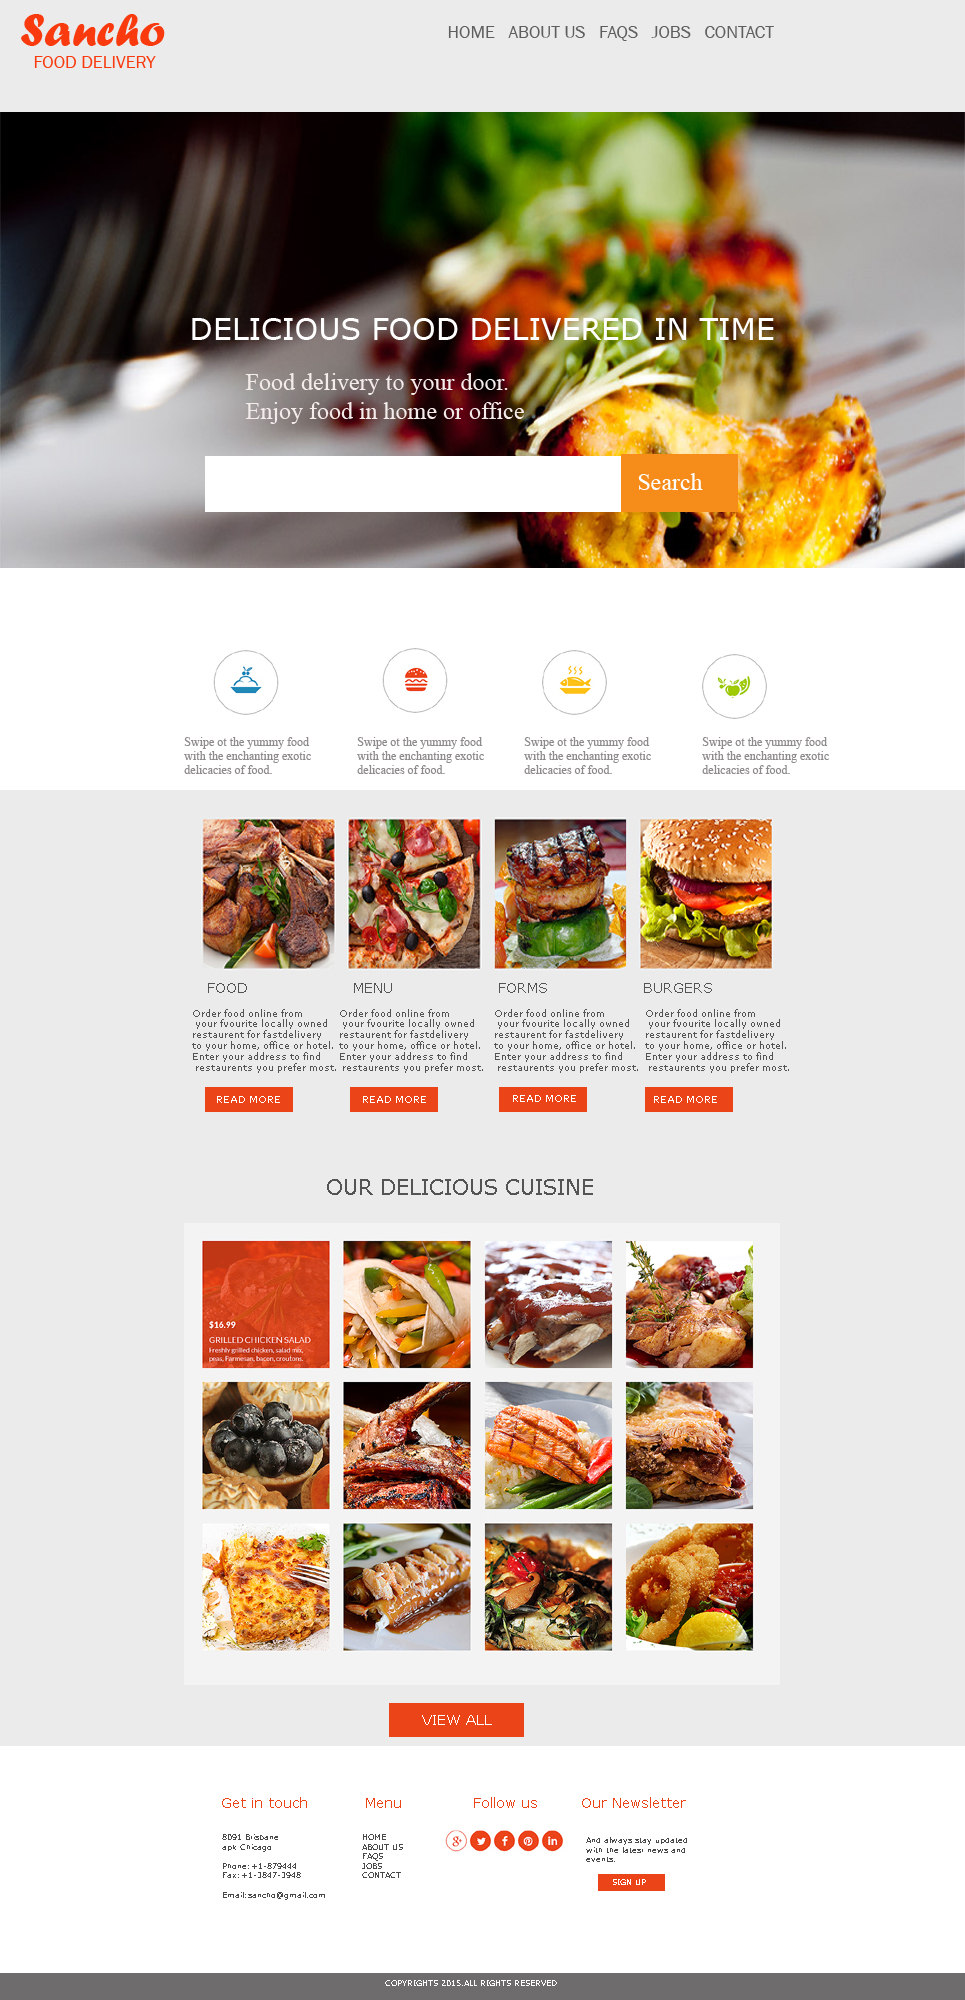 Sancho
FOOD DELIVERY
HOME ABOUT US FAQS JOBS CONTACT
DELICIOUS FOOD DELIVERED IN TIME
Food delivery to your door.
Enjoy food in home or office
Search
Swipe ot the yummy food
with the enchanting exotic
delicacies of food.
Swipe ot the yummy food
with the enchanting exotic
delicacies of food.
Swipe ot the yummy food
with the enchanting exotic
delicacies of food.
Swipe ot the yummy food
with the enchanting exotic
delicacies of food.
FOOD
Order food online from
your fvourite locally owned
restaurent for fastdelivery
to your home, office or hotel.
Enter your address to find
restaurents you prefer most.
READ MORE
MENU
Order food online from
your fvourite locally owned
restaurent for fastdelivery
to your home, office or hotel.
Enter your address to find
restaurents you prefer most.
READ MORE
FORMS
Order food online from
your fvourite locally owned
restaurent for fastdelivery
to your home, office or hotel.
Enter your address to find
restaurents you prefer most.
READ MORE
BURGERS
Order food online from
your fvourite locally owned
restaurent for fastdelivery
to your home, office or hotel.
Enter your address to find
restaurents you prefer most.
READ MORE
OUR DELICIOUS CUISINE
$16.99
GRILLED CHICKEN SALAD
Freshly grilled chicken, salad mix,
peas, Parmesan, bacon, croutons.
VIEW ALL
Get in touch
8D91 Brisbane
apk Chicago
Phone:+1-879444
Fax:+1-3847-3948
Email:sancho@gmail.com
Menu
HOME
ABOUT US
FAQS
JOBS
CONTACT
Follow us
Our Newsletter
And always stay updated
with the latest news and
events.
SIGN UP
COPYRIGHTS 2015.ALL RIGHTS RESERVED